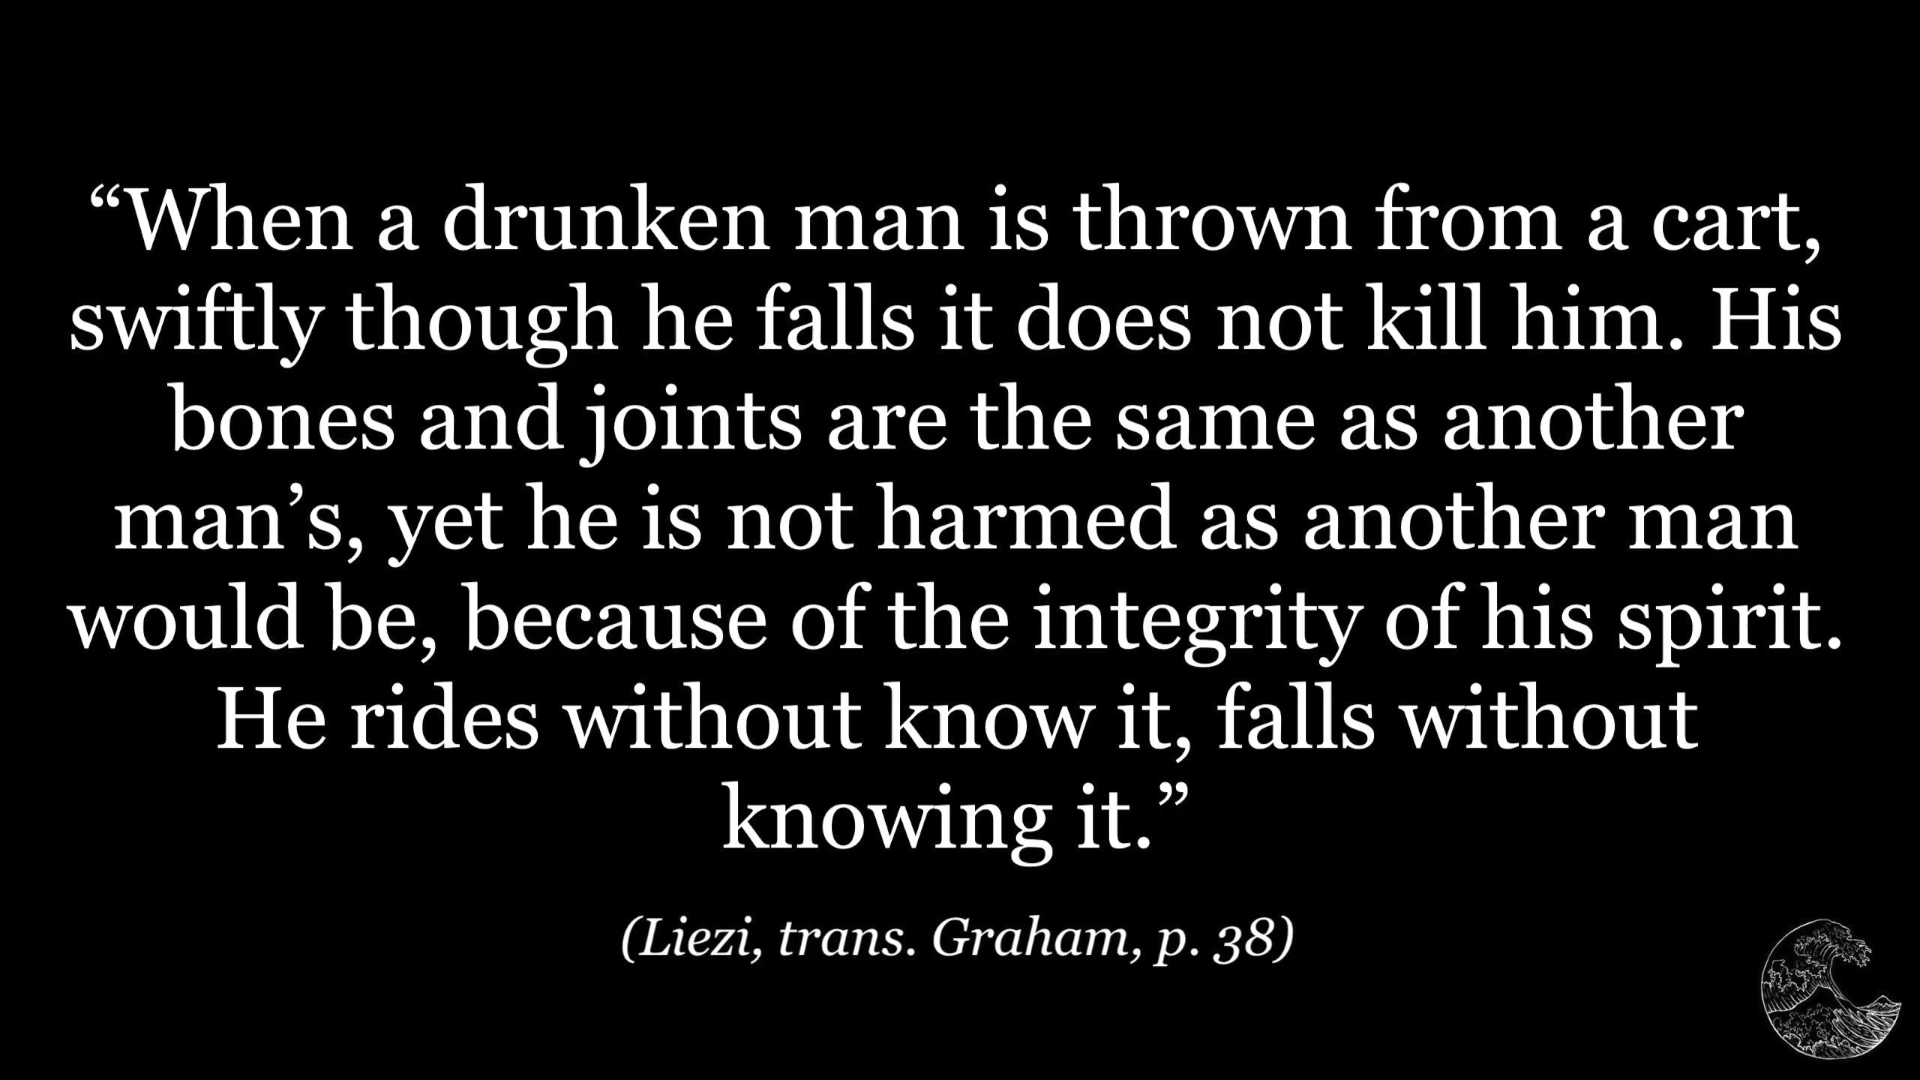 “When a drunken man is thrown from a cart,
swiftly though he falls it does not kill him. His
bones and joints are the same as another
man’s, yet he is not harmed as another man
would be, because of the integrity of his spirit.
He rides without know it, falls without
knowing it.”
(Liezi, trans. Graham, p. 38)